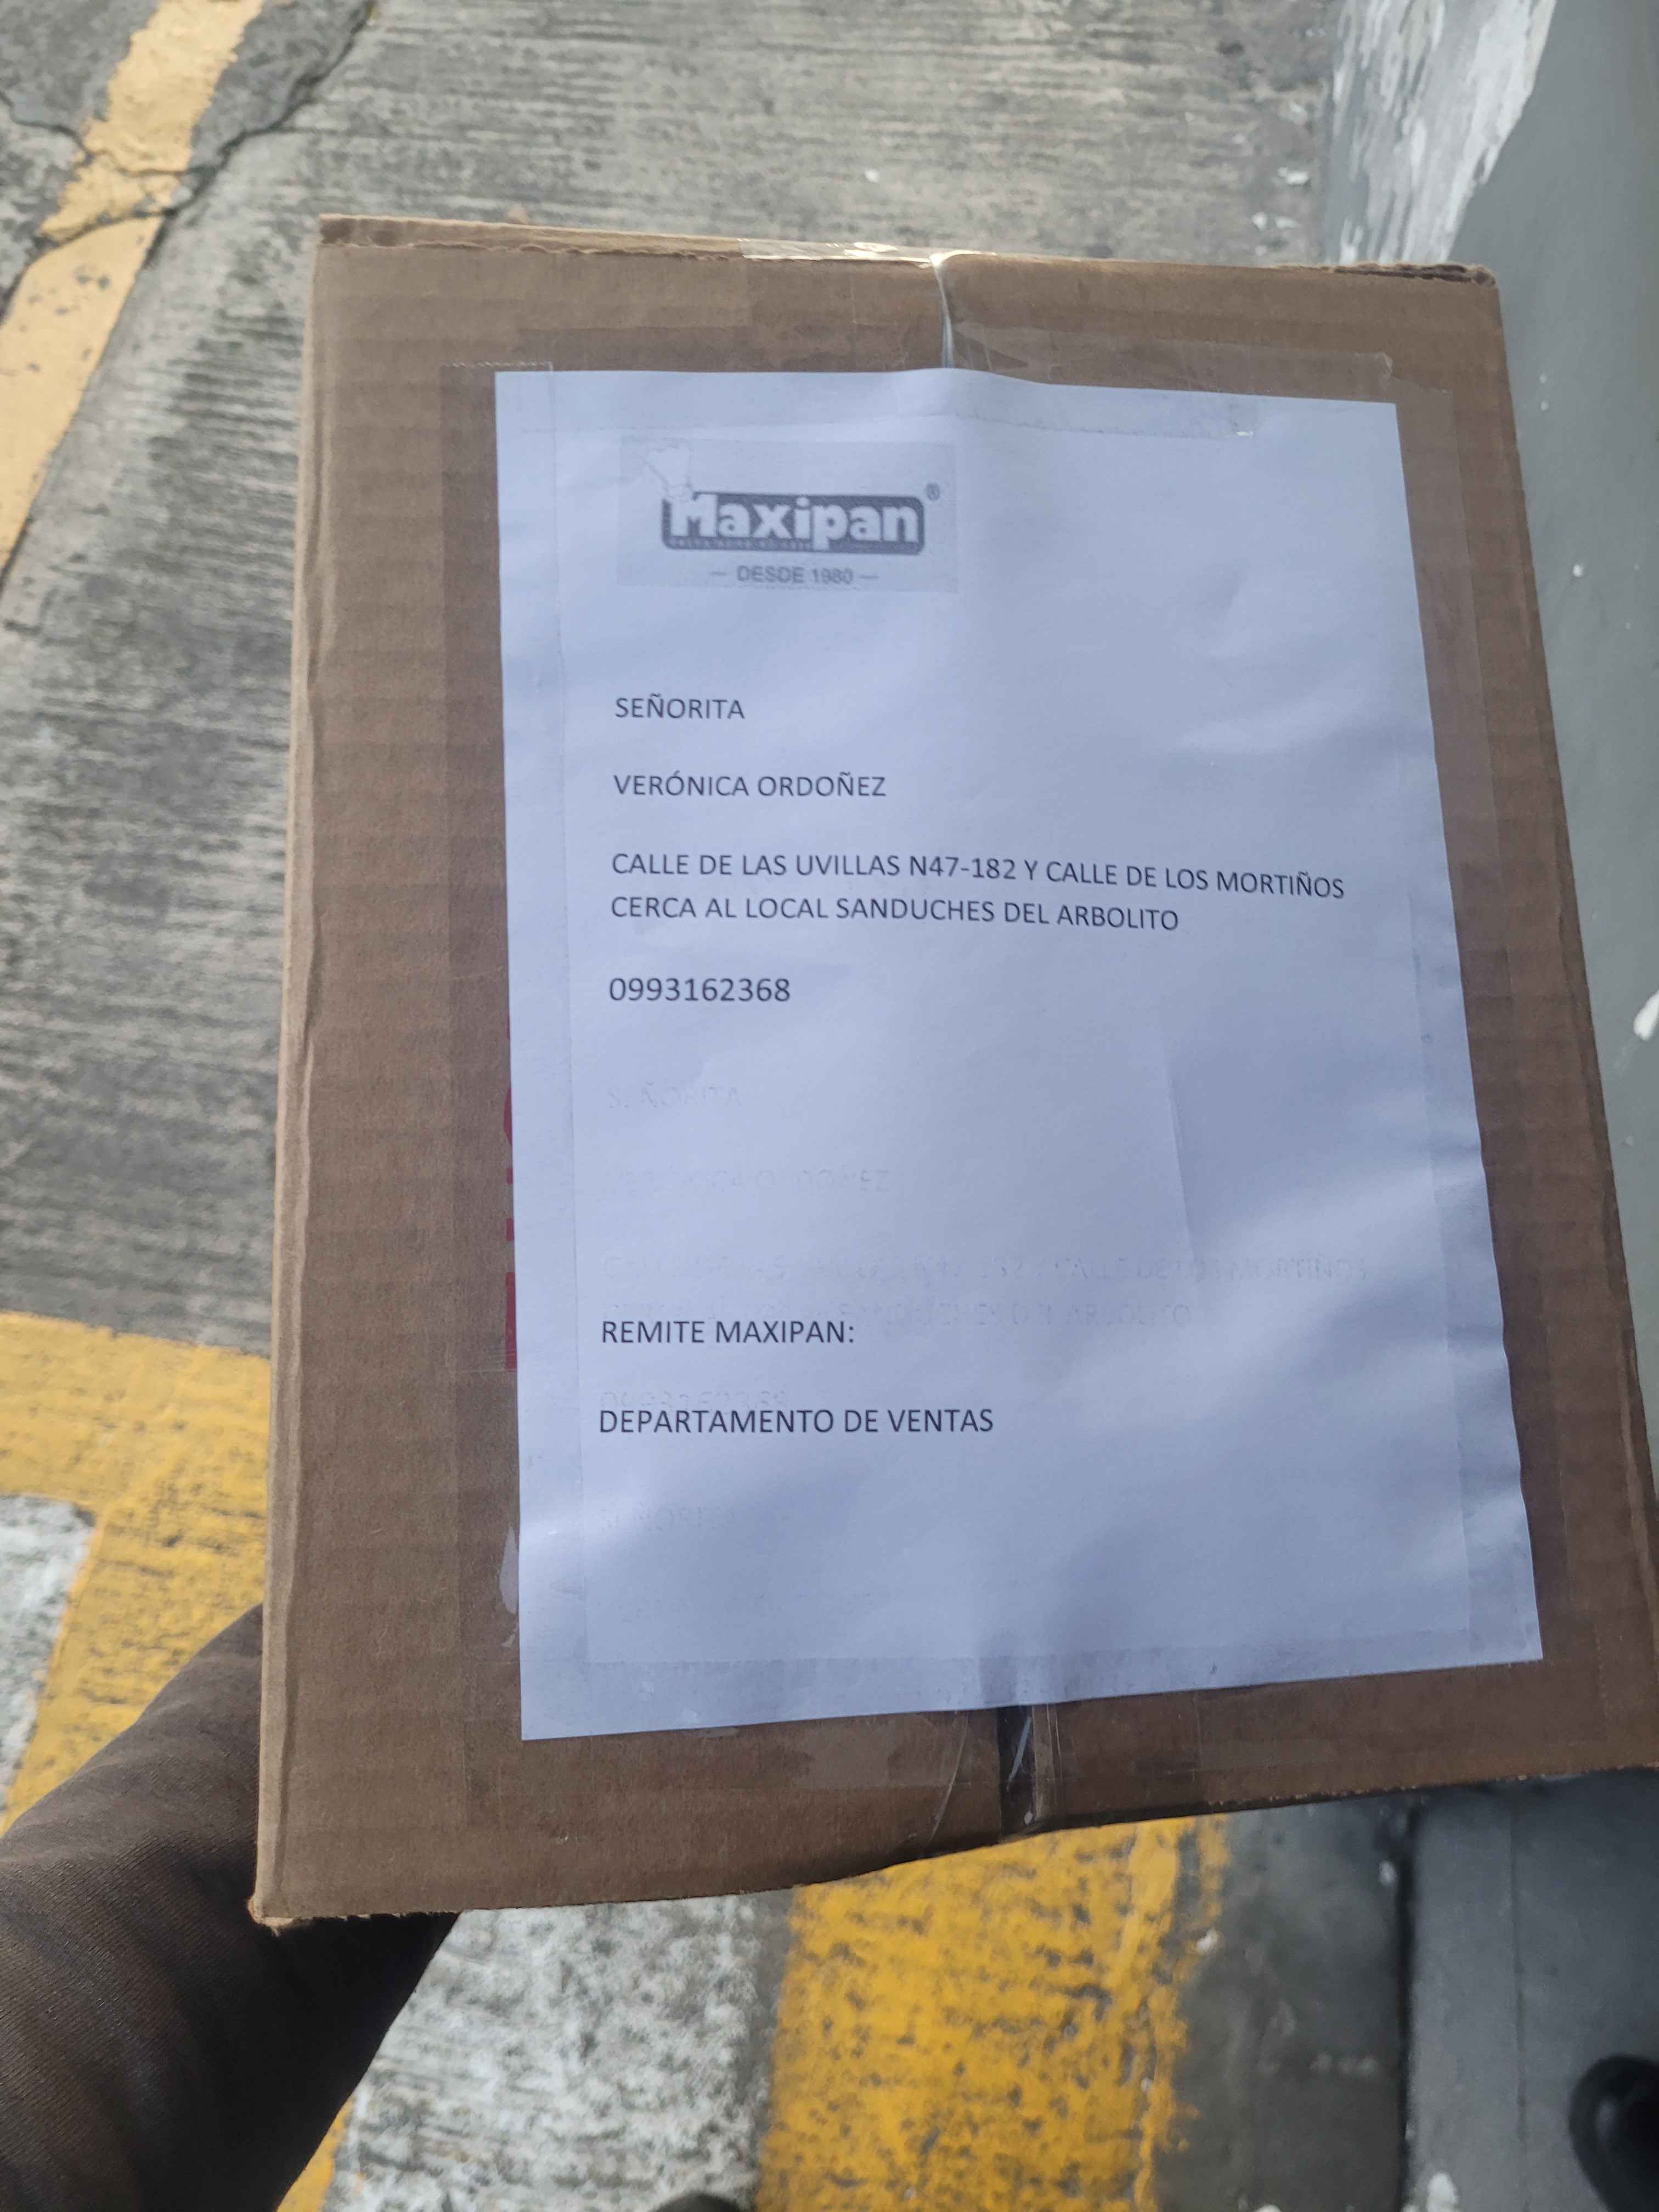 Maxipan®
— DESDE 1980 —
SEÑORITA
VERÓNICA ORDOÑEZ
CALLE DE LAS UVILLAS N47-182 Y CALLE DE LOS MORTIÑOS
CERCA AL LOCAL SANDUCHES DEL ARBOLITO
0993162368
REMITE MAXIPAN:
DEPARTAMENTO DE VENTAS